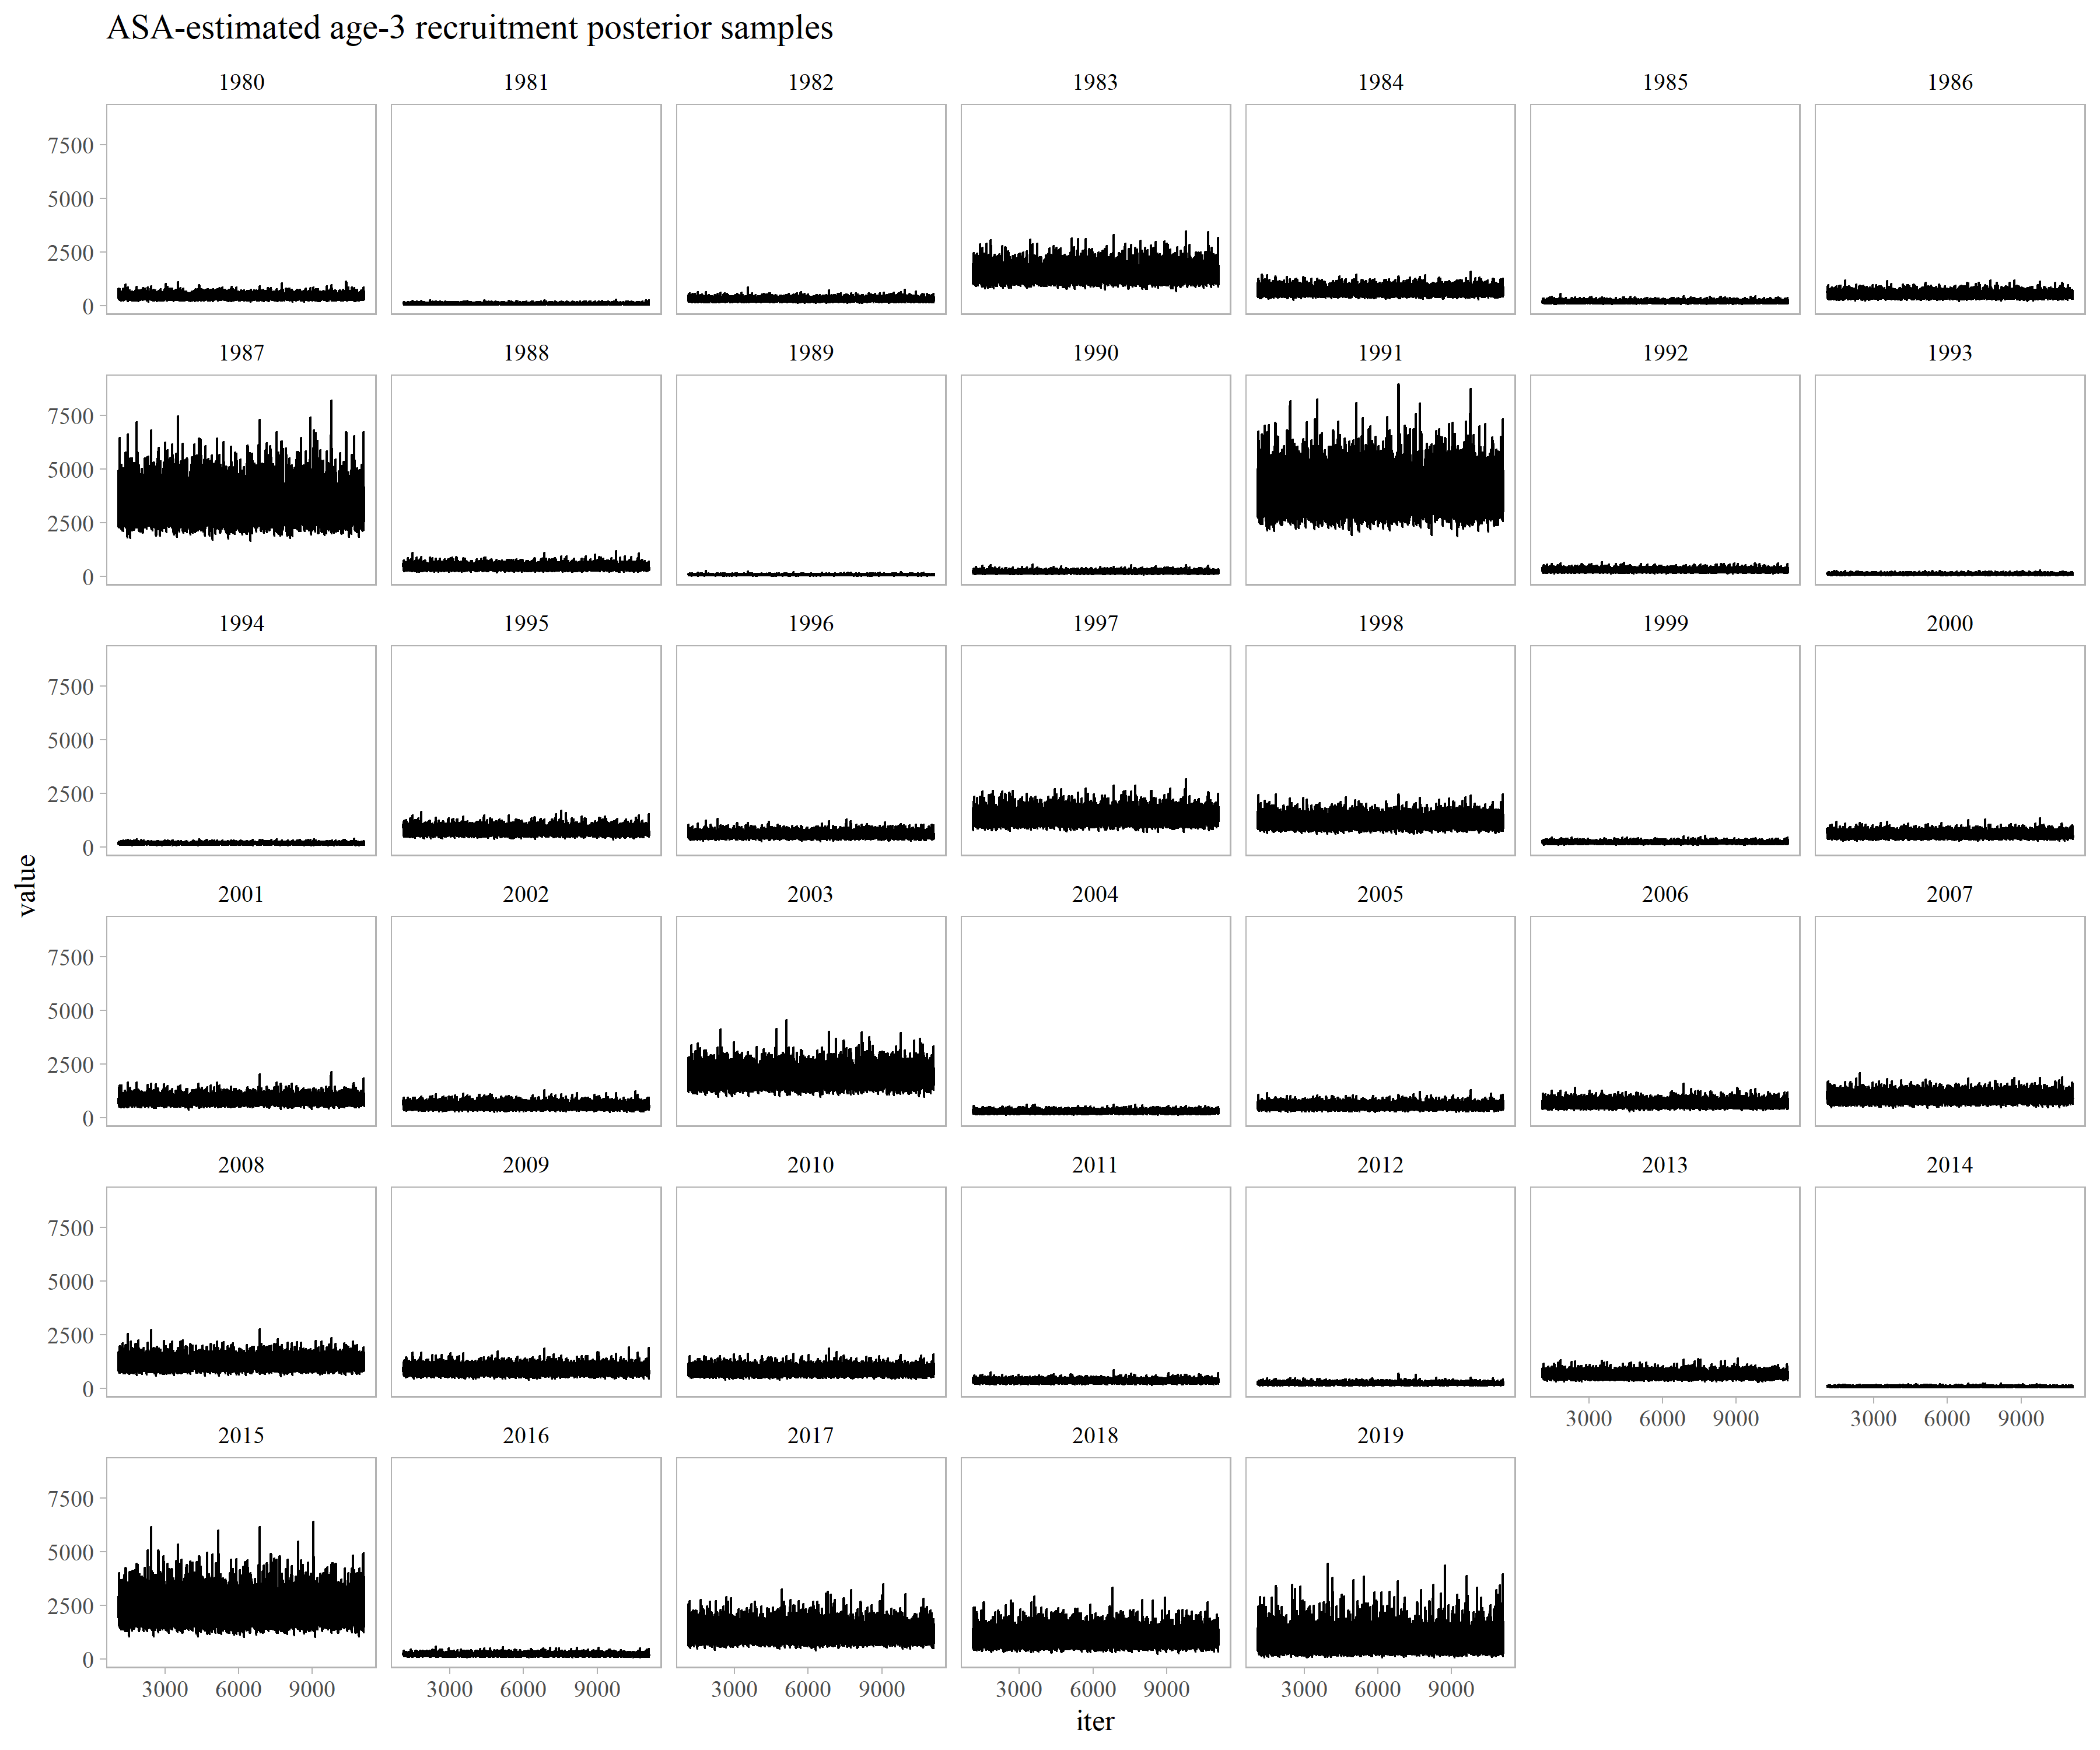 ASA-estimated age-3 recruitment posterior samples
1980 1981 1982 1983 1984 1985 1986
7500
5000
2500
0
1987 1988 1989 1990 1991 1992 1993
7500
5000
2500
0
1994 1995 1996 1997 1998 1999 2000
7500
5000
2500
0
value
2001 2002 2003 2004 2005 2006 2007
7500
5000
2500
0
2008 2009 2010 2011 2012 2013 2014
7500
5000
2500
0
3000 6000 9000 3000 6000 9000
2015 2016 2017 2018 2019
7500
5000
2500
0
3000 6000 9000 3000 6000 9000 3000 6000 9000 3000 6000 9000 3000 6000 9000
iter